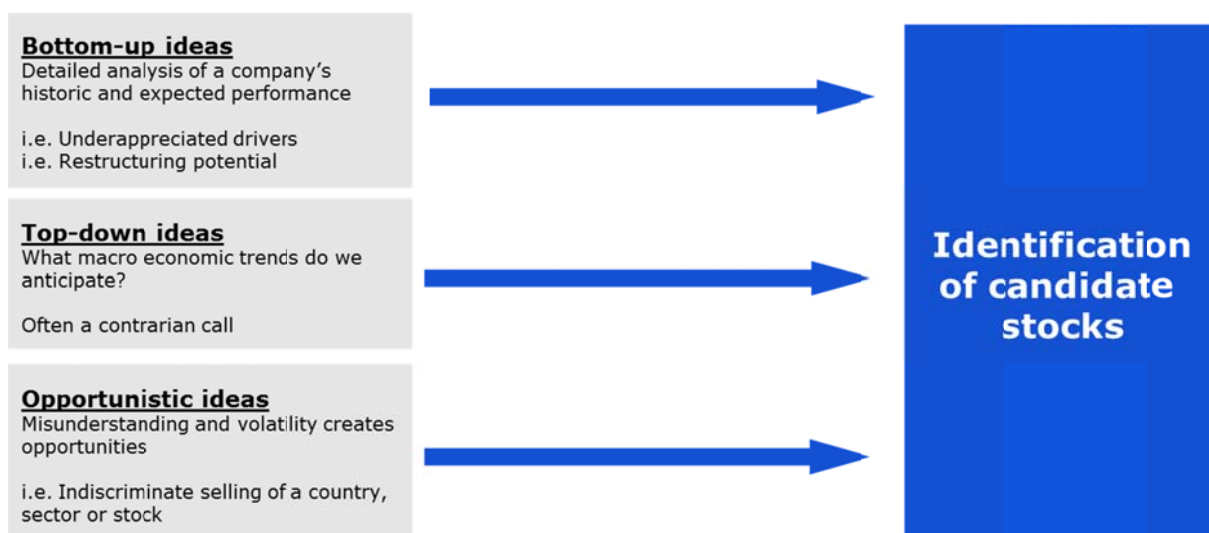 Bottom-up ideas
Detailed analysis of a company's
historic and expected performance
i.e. Underappreciated drivers
i.e. Restructuring potential
Top-down ideas
What macro economic trends do we
anticipate?
Often a contrarian call
Opportunistic ideas
Misunderstanding and volatility creates
opportunities
i.e. Indiscriminate selling of a country,
sector or stock
Identification
of candidate
stocks